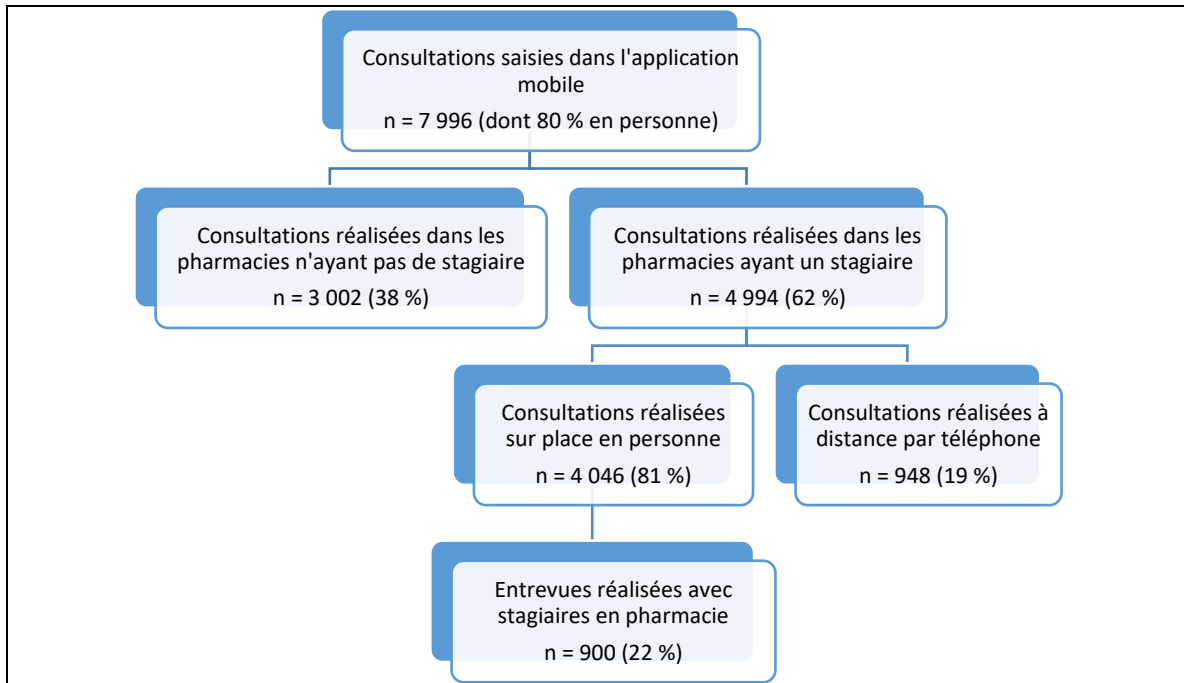 Consultations saisies dans l'application
mobile
n = 7 996 (dont 80 % en personne)
Consultations réalisées dans les
pharmacies n'ayant pas de stagiaire
n = 3 002 (38 %)
Consultations réalisées dans les
pharmacies ayant un stagiaire
n = 4 994 (62 %)
Consultations réalisées
sur place en personne
n = 4 046 (81 %)
Consultations réalisées à
distance par téléphone
n = 948 (19 %)
Entrevues réalisées avec
stagiaires en pharmacie
n = 900 (22 %)